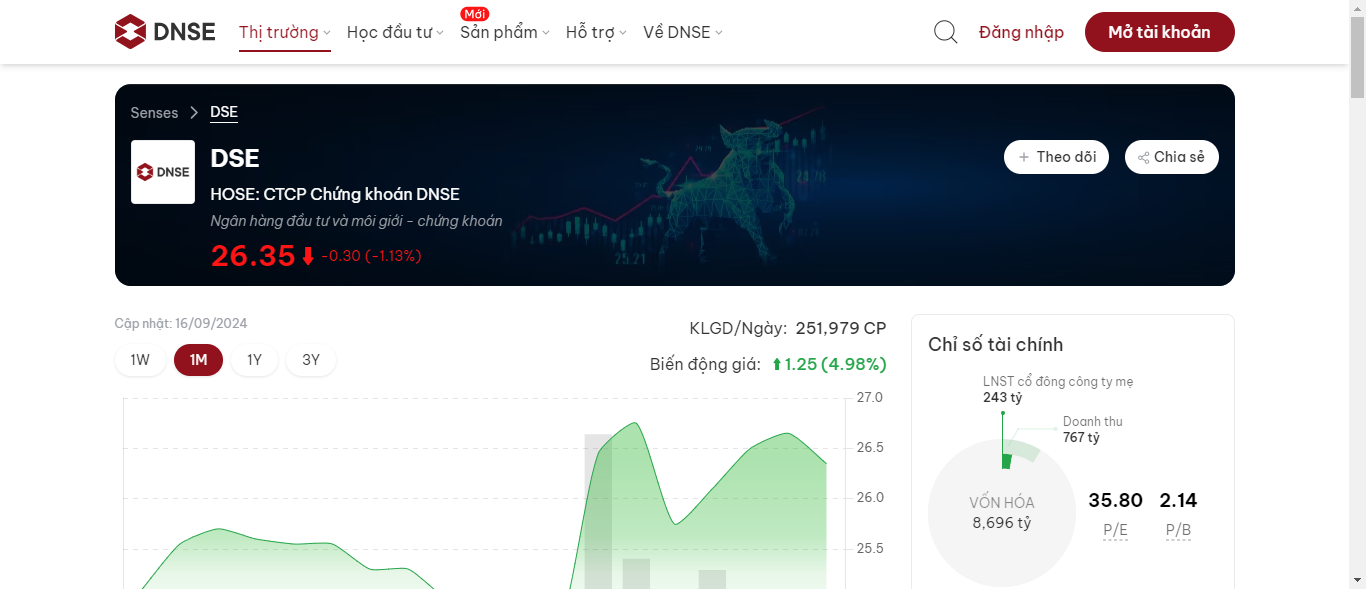 DNSE
Thị trường
Học đầu tư
Mới
Sản phẩm
Hỗ trợ
Về DNSE
Đăng nhập
Mở tài khoản
Senses
DSE
DNSE
DSE
HOSE: CTCP Chứng khoán DNSE
Ngân hàng đầu tư và môi giới - chứng khoán
26.35 -0.30 (-1.13%)
+ Theo dõi
Chia sẻ
Cập nhật: 16/09/2024
1W
1M
1Y
3Y
KLGD/Ngày: 251,979 CP
Biến động giá: 1.25 (4.98%)
27.0
26.5
26.0
25.5
Chỉ số tài chính
LNST cổ đông công ty mẹ
243 tỷ
Doanh thu
767 tỷ
VỐN HÓA
8,696 tỷ
35.80
P/E
2.14
P/B